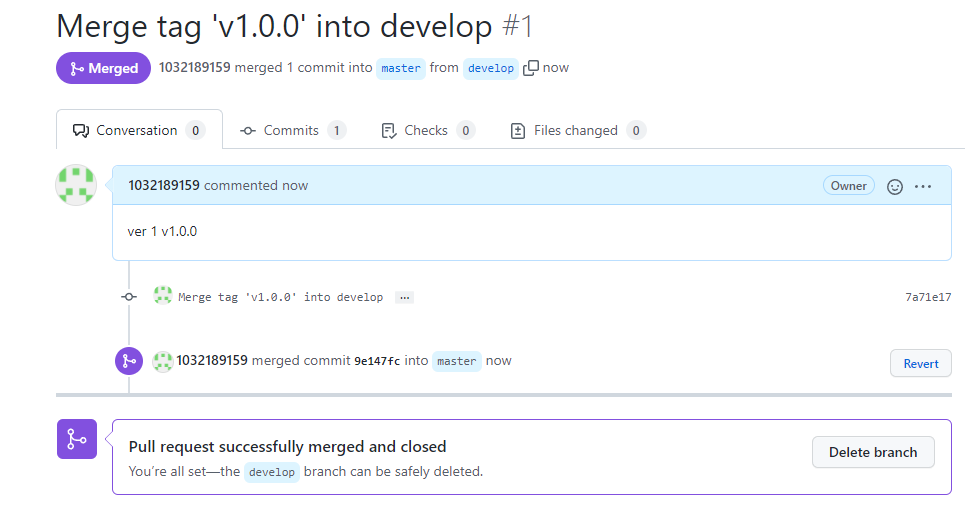 Merge tag 'v1.0.0' into develop #1
Merged 1032189159 merged 1 commit into master from develop now
Conversation 0 Commits 1 Checks 0 Files changed 0
1032189159 commented now Owner
ver 1 v1.0.0
Merge tag 'v1.0.0' into develop ... 7a71e17
1032189159 merged commit 9e147fc into master now Revert
Pull request successfully merged and closed
You're all set—the develop branch can be safely deleted.
Delete branch